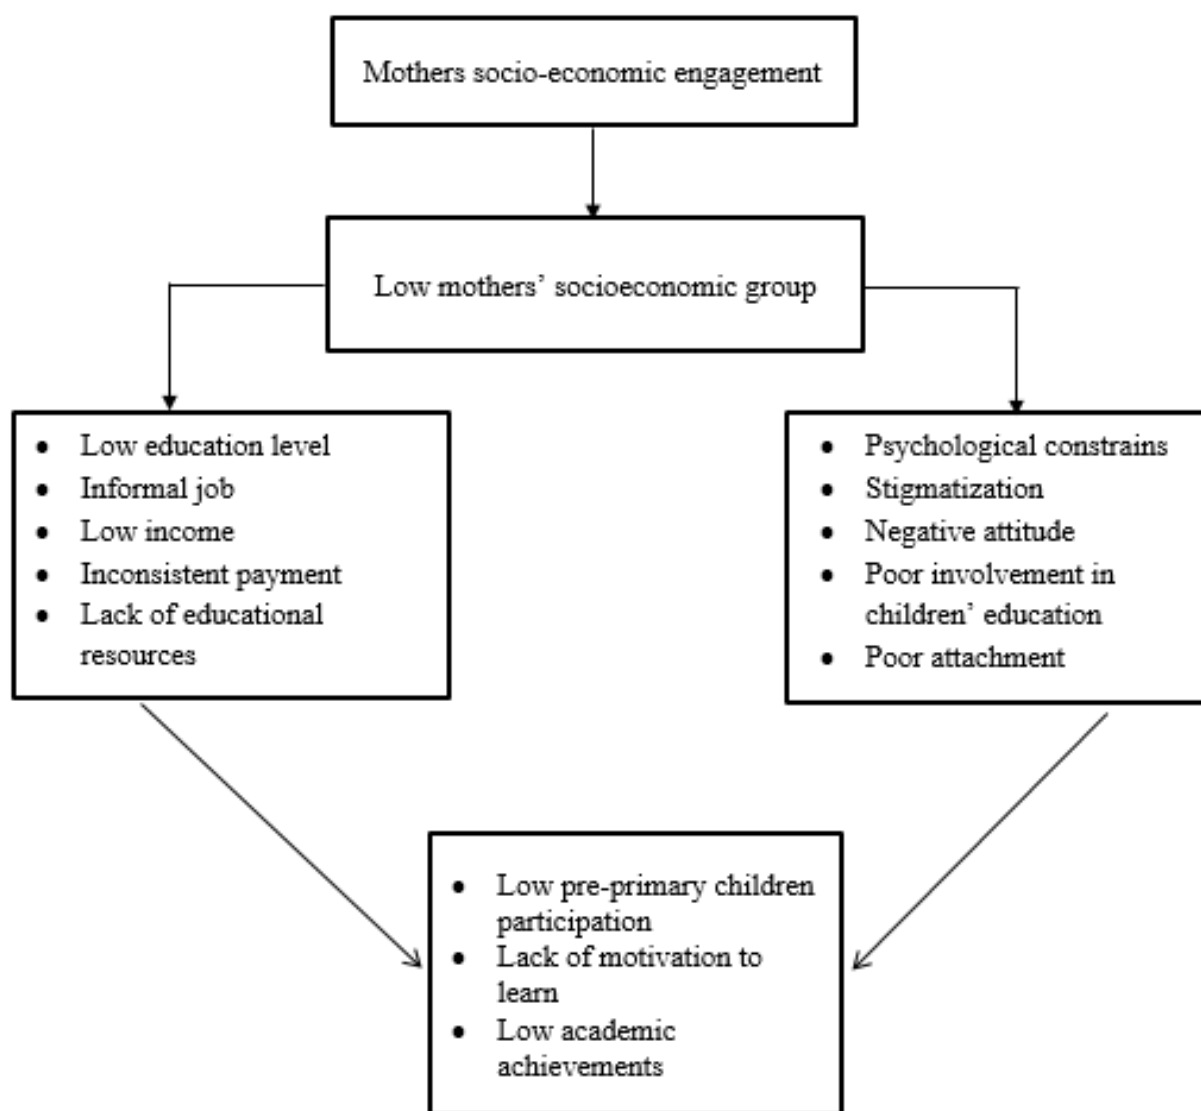 Mothers socio-economic engagement
Low mothers’ socioeconomic group
● Low education level
● Informal job
● Low income
● Inconsistent payment
● Lack of educational
resources
● Psychological constrains
● Stigmatization
● Negative attitude
● Poor involvement in
children’ education
● Poor attachment
● Low pre-primary children
participation
● Lack of motivation to
learn
● Low academic
achievements